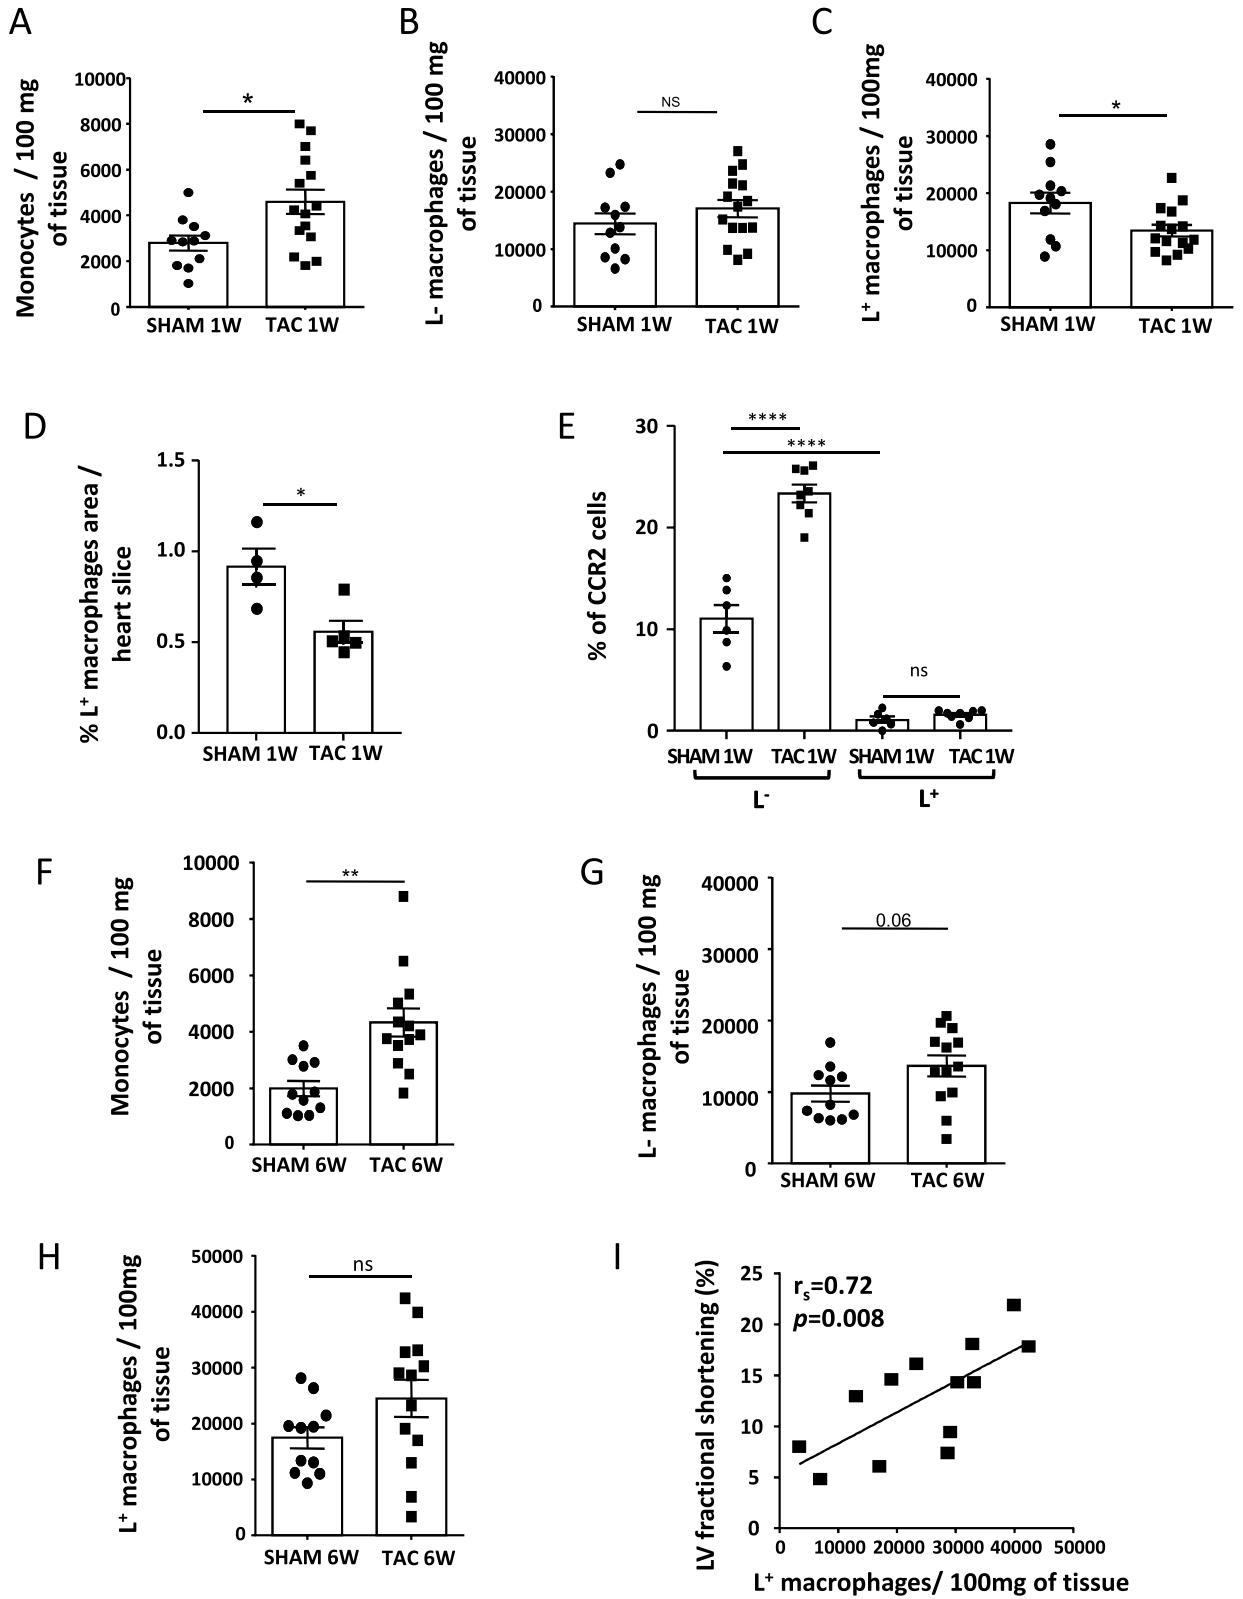 A
Monocytes / 100 mg
of tissue
10000
8000
6000
4000
2000
0
*
SHAM 1W
TAC 1W
B
L- macrophages / 100 mg
of tissue
40000
30000
20000
10000
0
NS
SHAM 1W
TAC 1W
C
L+ macrophages / 100mg
of tissue
40000
30000
20000
10000
0
*
SHAM 1W
TAC 1W
D
% L+ macrophages area /
heart slice
1.5
1.0
0.5
0.0
*
SHAM 1W
TAC 1W
E
% of CCR2 cells
30
20
10
0
****
****
ns
SHAM 1W
TAC 1W
SHAM 1W
TAC 1W
L-
L+
F
Monocytes / 100 mg
of tissue
10000
8000
6000
4000
2000
0
**
SHAM 6W
TAC 6W
G
L- macrophages / 100 mg
of tissue
40000
30000
20000
10000
0
0.06
SHAM 6W
TAC 6W
H
L+ macrophages / 100mg
of tissue
50000
40000
30000
20000
10000
0
ns
SHAM 6W
TAC 6W
I
LV fractional shortening (%)
25
20
15
10
5
0
rs=0.72
p=0.008
0
10000
20000
30000
40000
50000
L+ macrophages/ 100mg of tissue